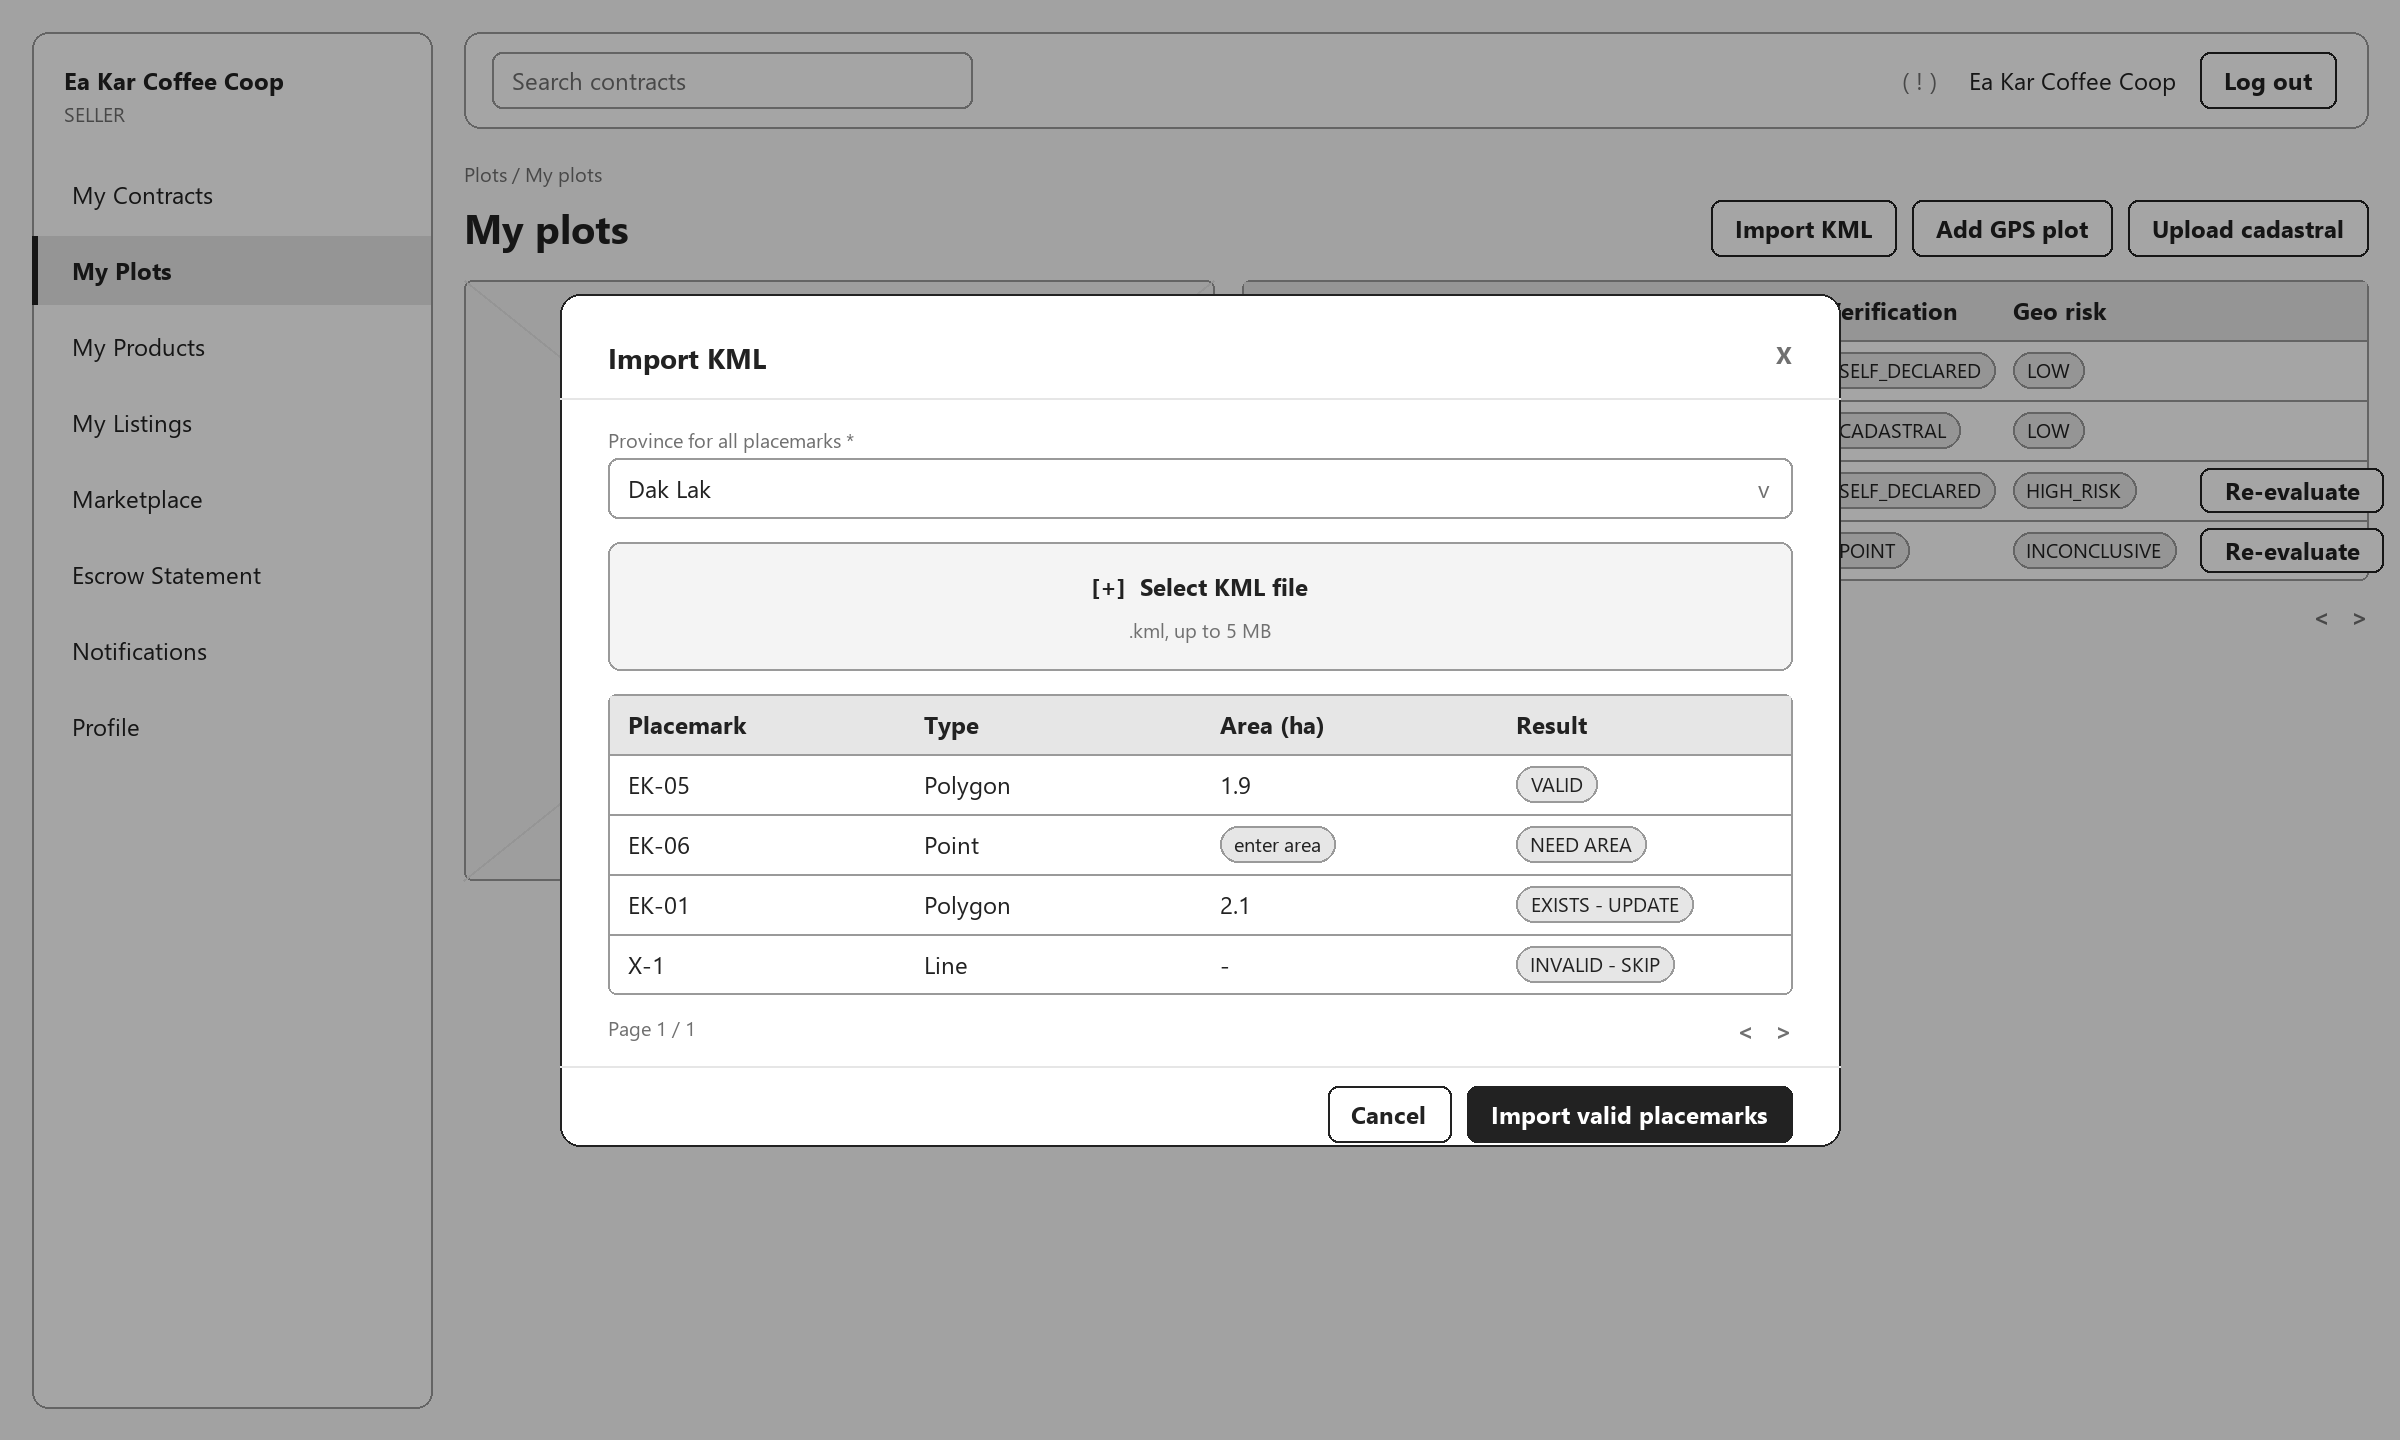 Ea Kar Coffee Coop
SELLER
My Contracts
My Plots
My Products
My Listings
Marketplace
Escrow Statement
Notifications
Profile
Search contracts
( ! ) Ea Kar Coffee Coop Log out
Plots / My plots
My plots
Import KML Add GPS plot Upload cadastral
erification Geo risk
SELF_DECLARED LOW
CADASTRAL LOW
SELF_DECLARED HIGH_RISK Re-evaluate
POINT INCONCLUSIVE Re-evaluate
< >
Import KML X
Province for all placemarks *
Dak Lak v
[+] Select KML file
.kml, up to 5 MB
Placemark Type Area (ha) Result
EK-05 Polygon 1.9 VALID
EK-06 Point enter area NEED AREA
EK-01 Polygon 2.1 EXISTS - UPDATE
X-1 Line - INVALID - SKIP
Page 1 / 1 < >
Cancel Import valid placemarks